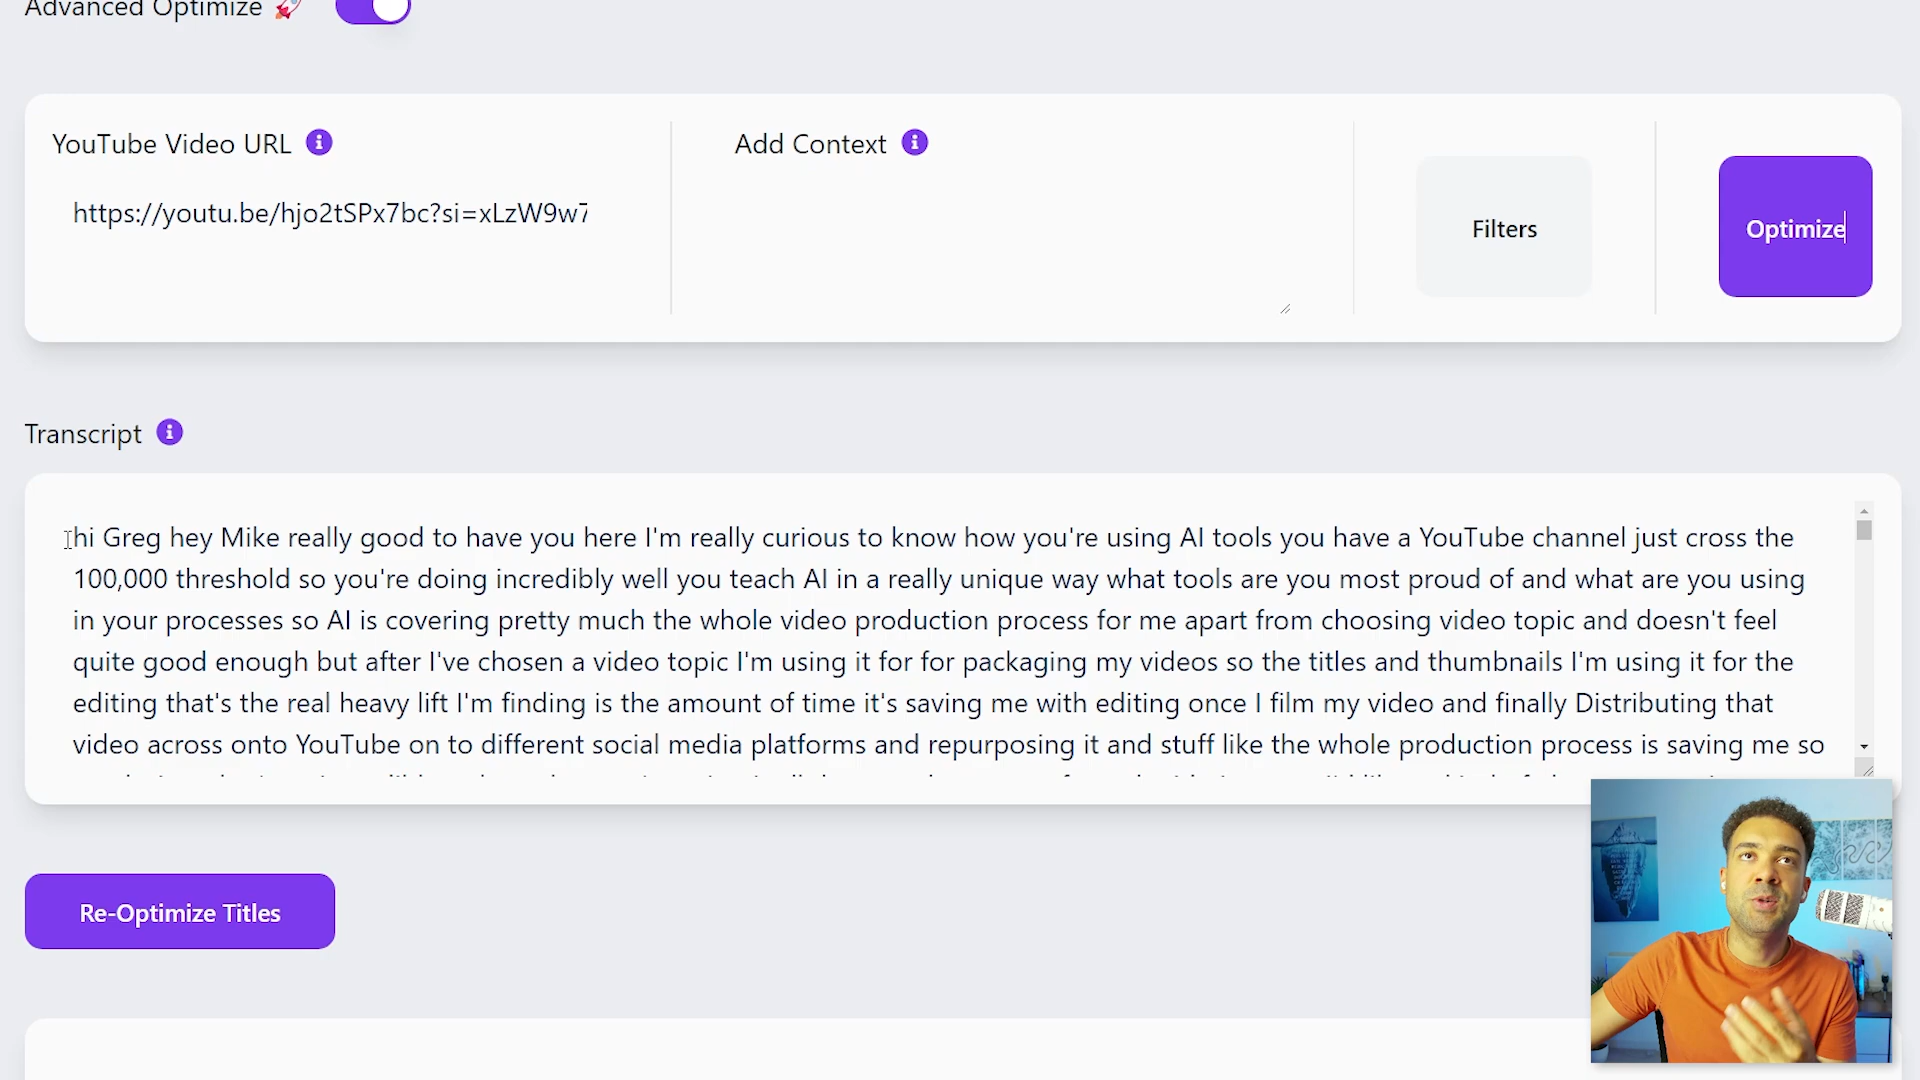 Advanced Optimize 🚀
YouTube Video URL
Add Context
https://youtu.be/hjo2tSPx7bc?si=xLzW9w7
Filters
Optimize
Transcript
hi Greg hey Mike really good to have you here I'm really curious to know how you're using AI tools you have a YouTube channel just cross the
100,000 threshold so you're doing incredibly well you teach AI in a really unique way what tools are you most proud of and what are you using
in your processes so AI is covering pretty much the whole video production process for me apart from choosing video topic and doesn't feel
quite good enough but after I've chosen a video topic I'm using it for for packaging my videos so the titles and thumbnails I'm using it for the
editing that's the real heavy lift I'm finding is the amount of time it's saving me with editing once I film my video and finally Distributing that
video across onto YouTube on to different social media platforms and repurposing it and stuff like the whole production process is saving me so
Re-Optimize Titles